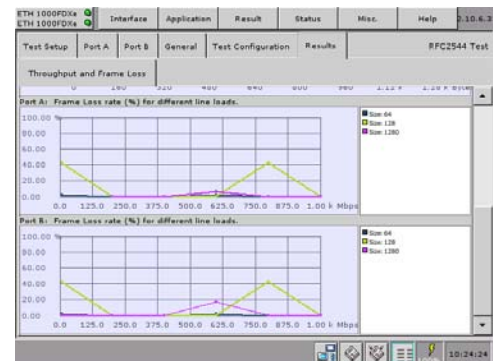 ETH 1000FDXa
ETH 1000FDXa
Interface Application Result Status Misc. Help 2.10.6.3
Test Setup Port A Port B General Test Configuration Results RFC2544 Test
Throughput and Frame Loss
Port A: Frame Loss rate (%) for different line loads.
100.00 %
80.00
60.00
40.00
20.00
0.00
0.0 125.0 250.0 375.0 500.0 625.0 750.0 875.0 1.00 k Mbps
Size: 64
Size: 128
Size: 1280
Port B: Frame Loss rate (%) for different line loads.
100.00 %
80.00
60.00
40.00
20.00
0.00
0.0 125.0 250.0 375.0 500.0 625.0 750.0 875.0 1.00 k Mbps
Size: 64
Size: 128
Size: 1280
10:24:24